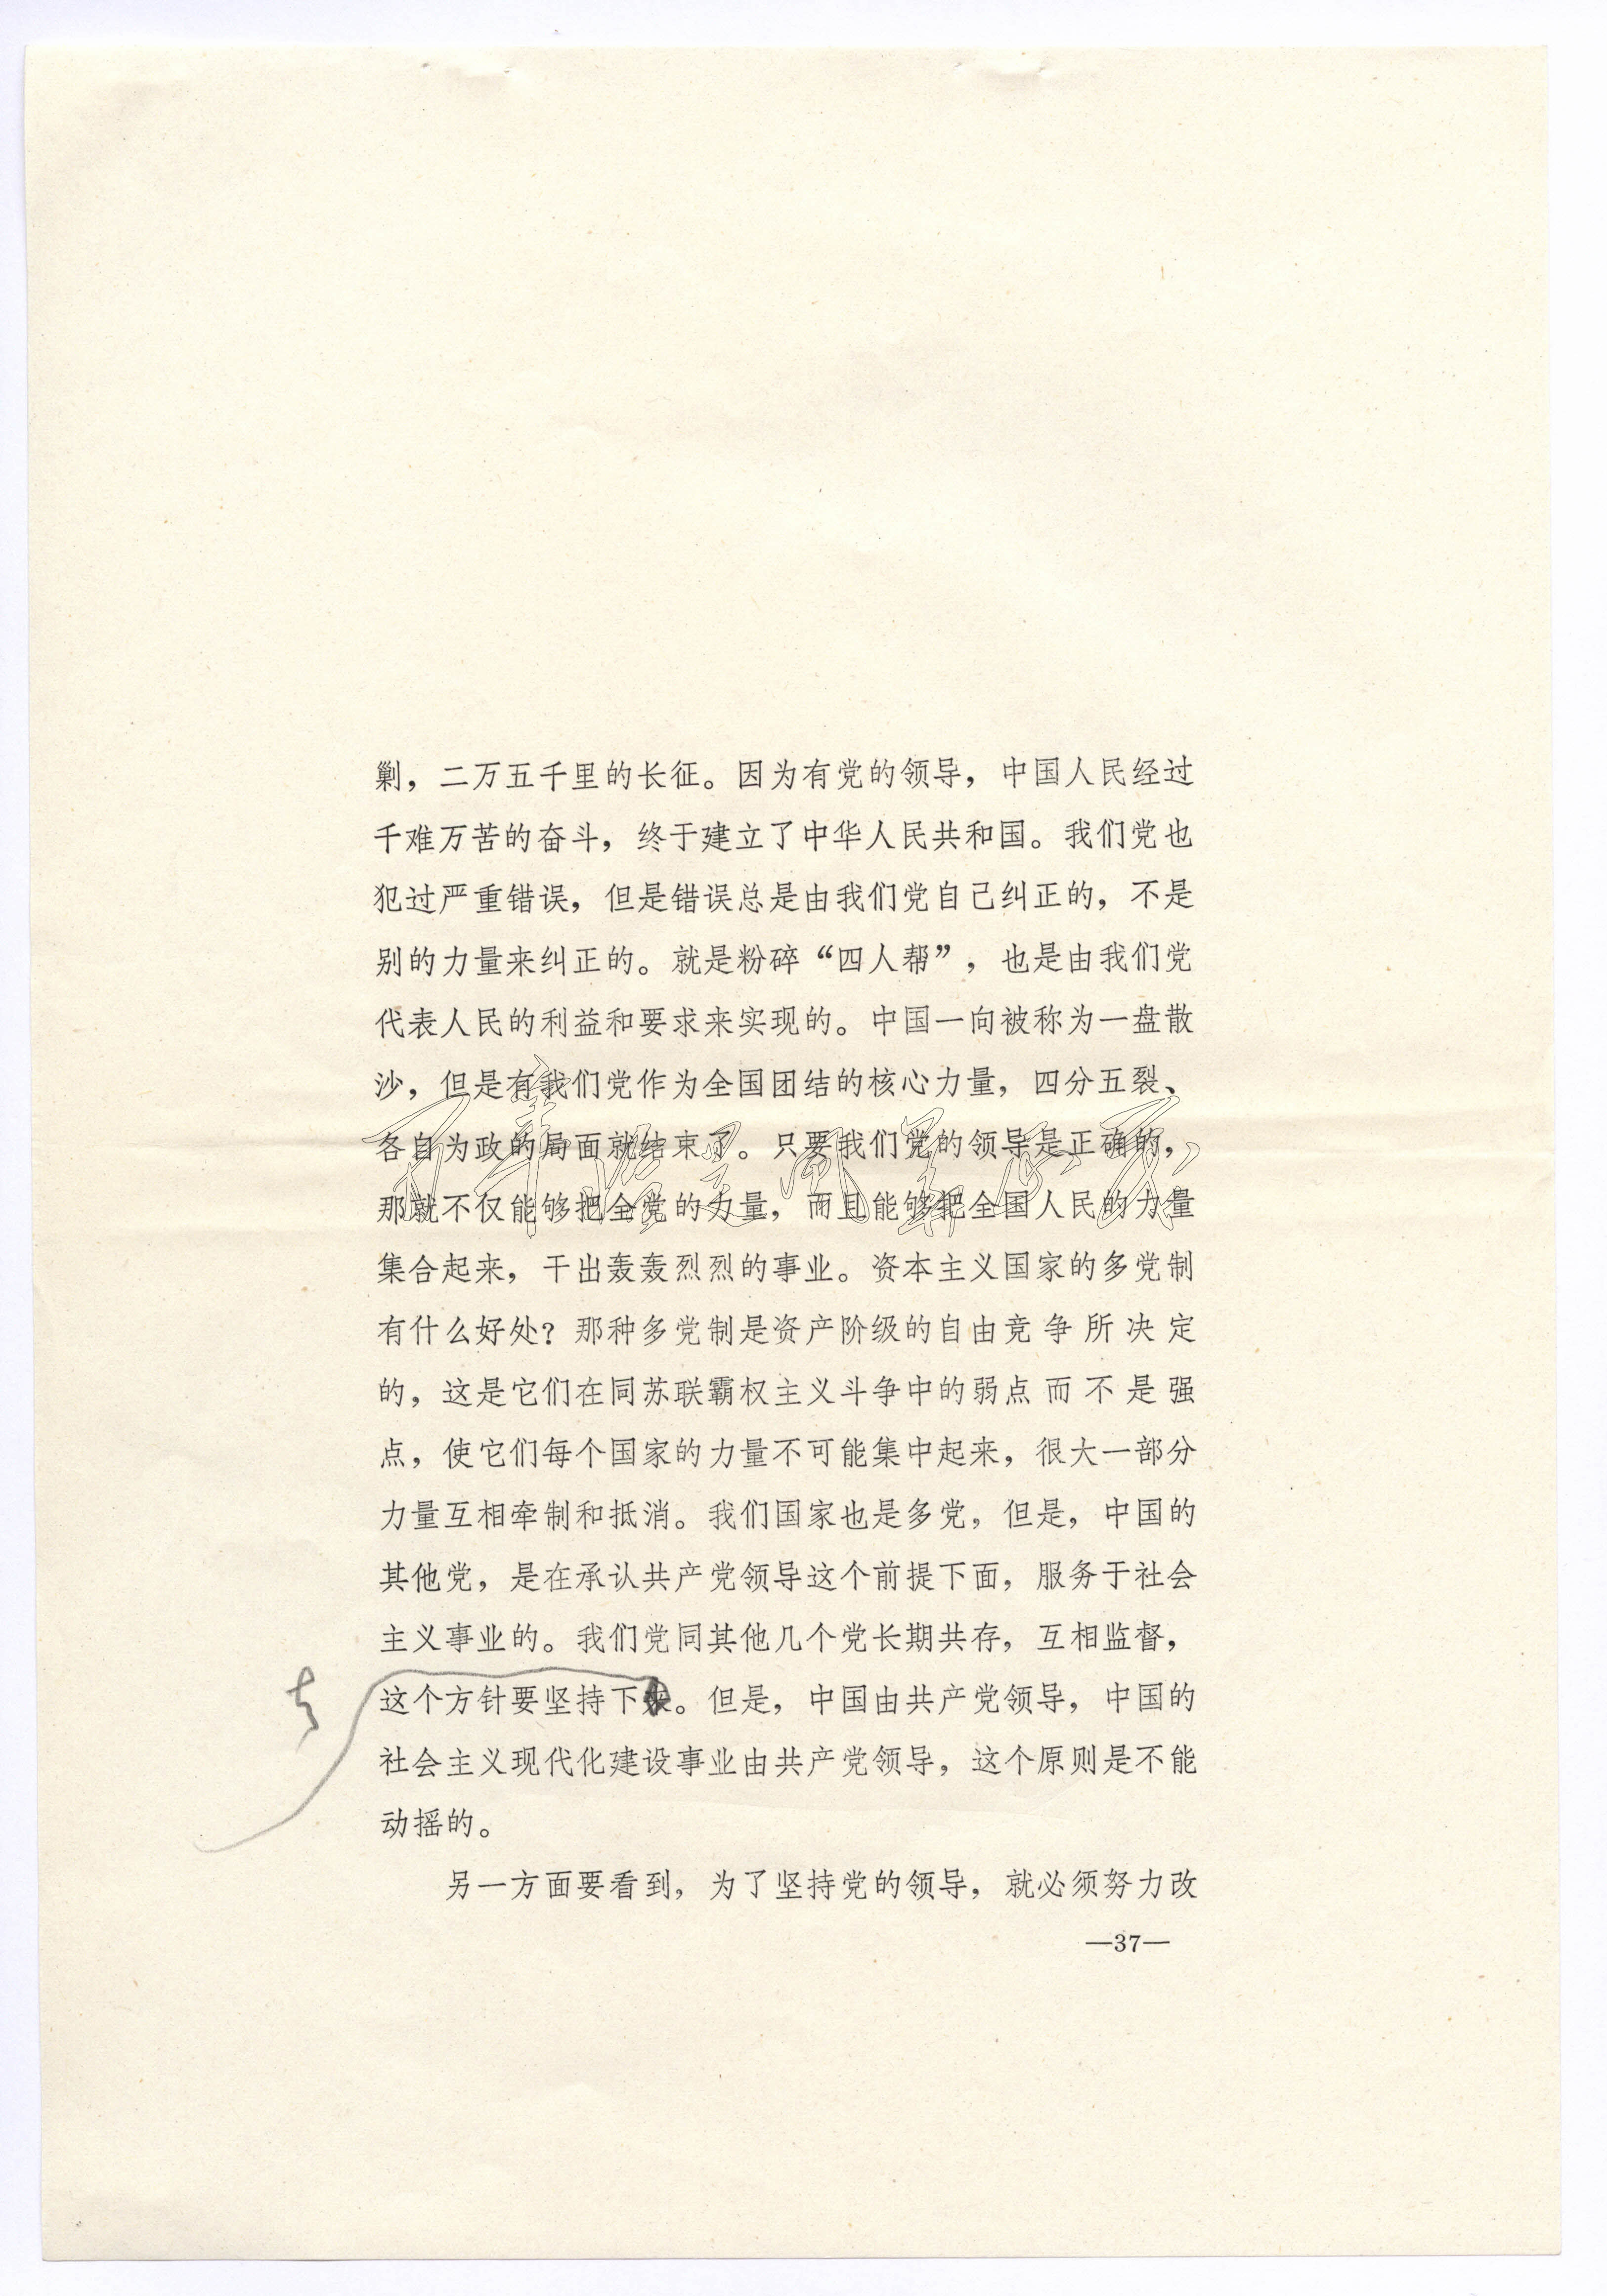 剿，二万五千里的长征。因为有党的领导，中国人民经过
千难万苦的奋斗，终于建立了中华人民共和国。我们党也
犯过严重错误，但是错误总是由我们党自己纠正的，不是
别的力量来纠正的。就是粉碎“四人帮”，也是由我们党
代表人民的利益和要求来实现的。中国一向被称为一盘散
沙，但是有我们党作为全国团结的核心力量，四分五裂、
各自为政的局面就结束了。只要我们党的领导是正确的，
那就不仅能够把全党的力量，而且能够把全国人民的力量
集合起来，干出轰轰烈烈的事业。资本主义国家的多党制
有什么好处？那种多党制是资产阶级的自由竞争所决定
的，这是它们在同苏联霸权主义斗争中的弱点而不是强
点，使它们每个国家的力量不可能集中起来，很大一部分
力量互相牵制和抵消。我们国家也是多党，但是，中国的
其他党，是在承认共产党领导这个前提下面，服务于社会
主义事业的。我们党同其他几个党长期共存，互相监督，
这个方针要坚持下。但是，中国由共产党领导，中国的
社会主义现代化建设事业由共产党领导，这个原则是不能
动摇的。
另一方面要看到，为了坚持党的领导，就必须努力改
—37—